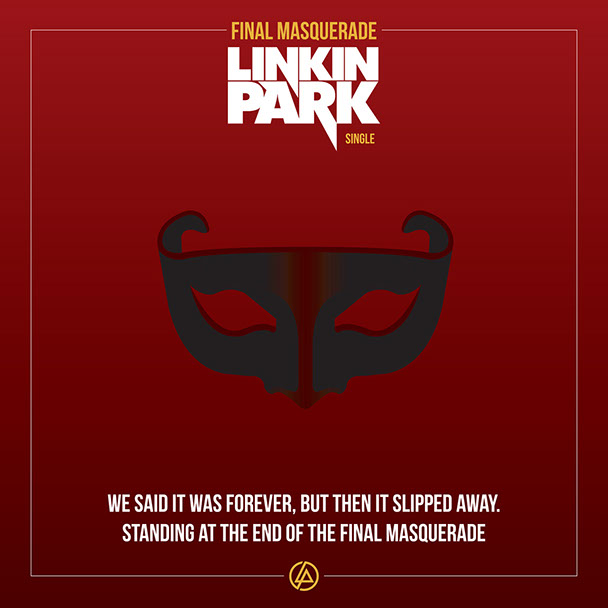 FINAL MASQUERADE
LINKIN
PARK
SINGLE
WE SAID IT WAS FOREVER, BUT THEN IT SLIPPED AWAY.
STANDING AT THE END OF THE FINAL MASQUERADE